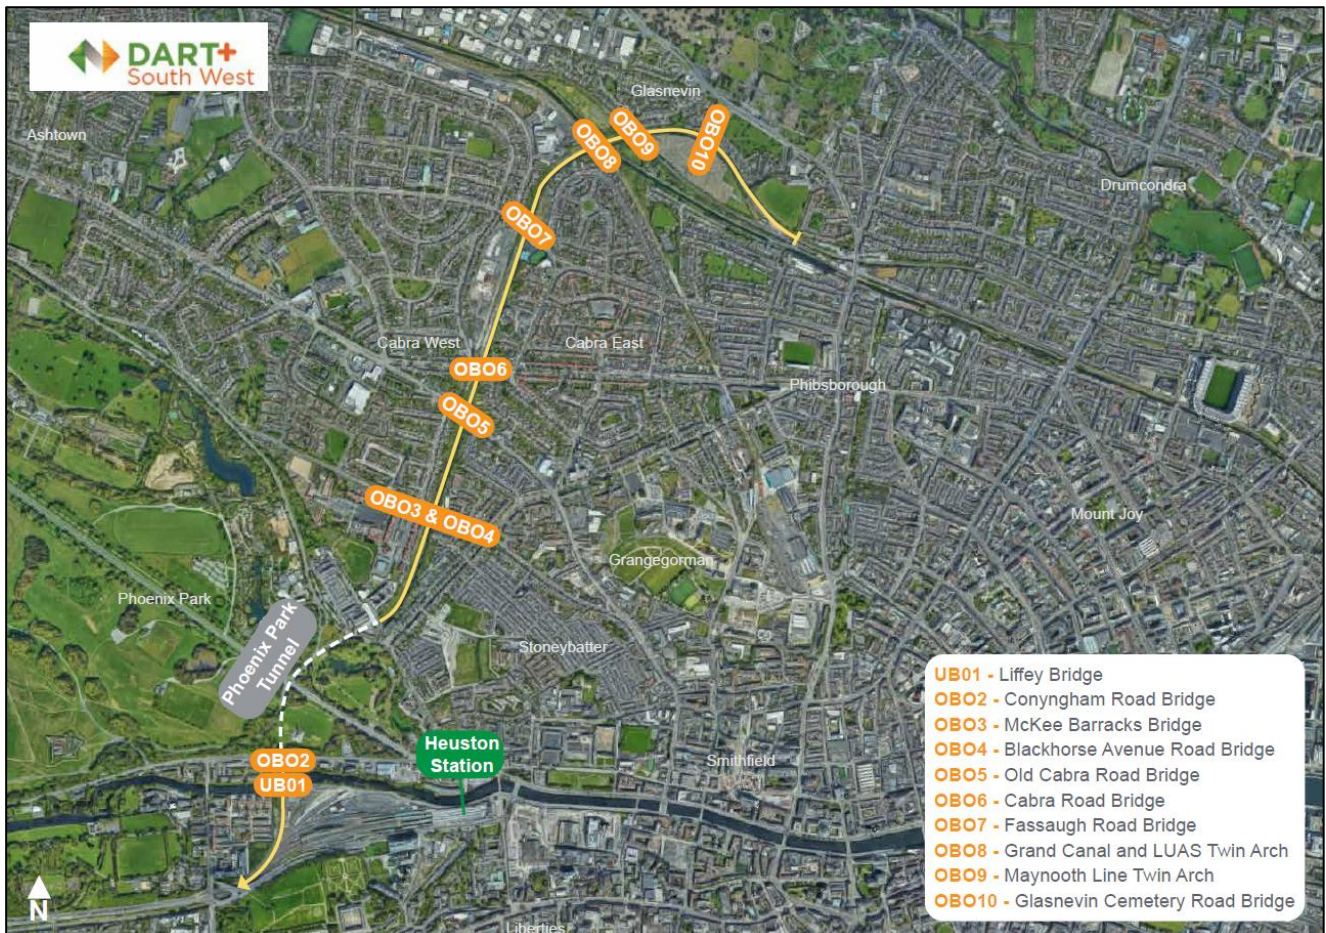 DART+
South West
Glasnevin
Ashtown
OBO8
OBO9
OBO10
Drumcondra
OBO7
Cabra West
Cabra East
OBO6
Phibsborough
OBO5
OBO3 & OBO4
Mount Joy
Grangegorman
Phoenix Park
Phoenix Park
Tunnel
Stoneybatter
Heuston
Station
OBO2
UB01
Smithfield
Liberties
N
UB01 - Liffey Bridge
OBO2 - Conyngham Road Bridge
OBO3 - McKee Barracks Bridge
OBO4 - Blackhorse Avenue Road Bridge
OBO5 - Old Cabra Road Bridge
OBO6 - Cabra Road Bridge
OBO7 - Fassaugh Road Bridge
OBO8 - Grand Canal and LUAS Twin Arch
OBO9 - Maynooth Line Twin Arch
OBO10 - Glasnevin Cemetery Road Bridge